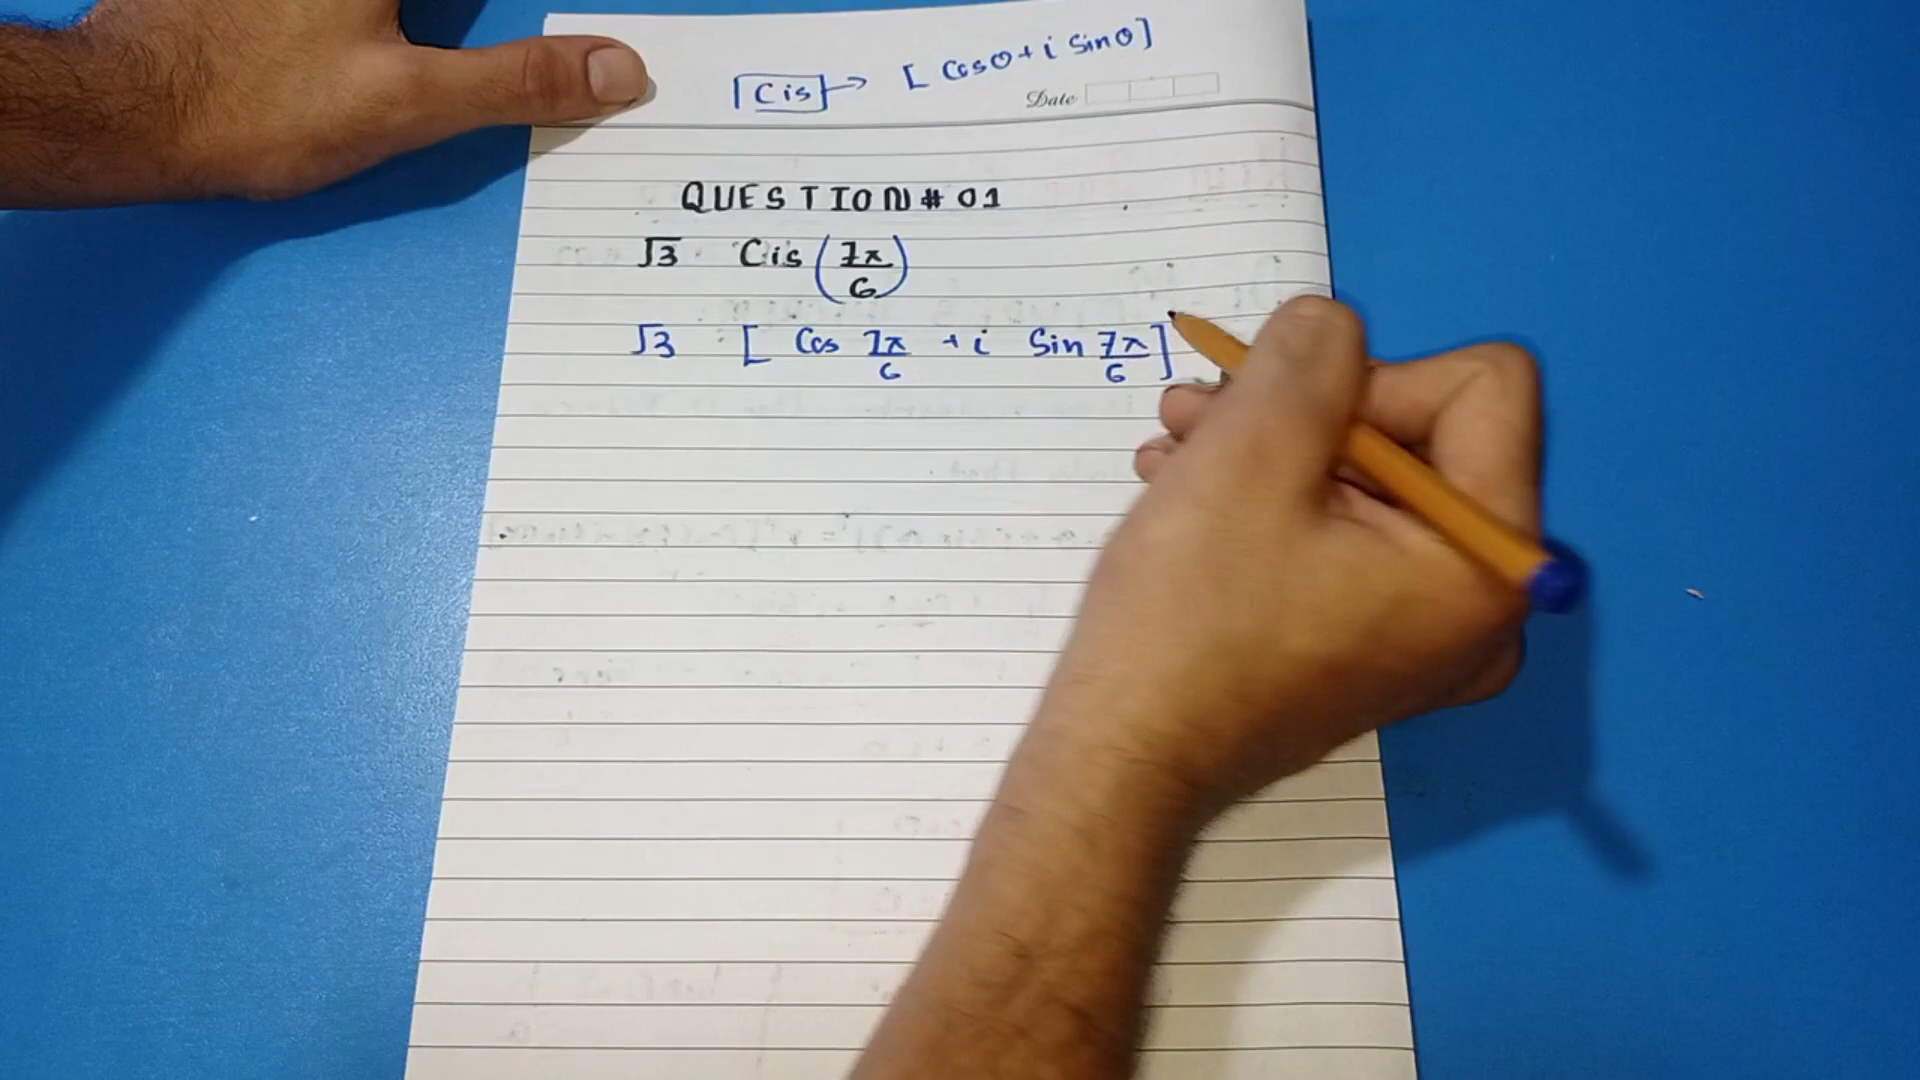 Cis → [ Cosθ + i Sinθ ]
Date
QUESTION # 01
√3 Cis (7π/6)
√3 [ Cos 7π/6 + i Sin 7π/6 ]